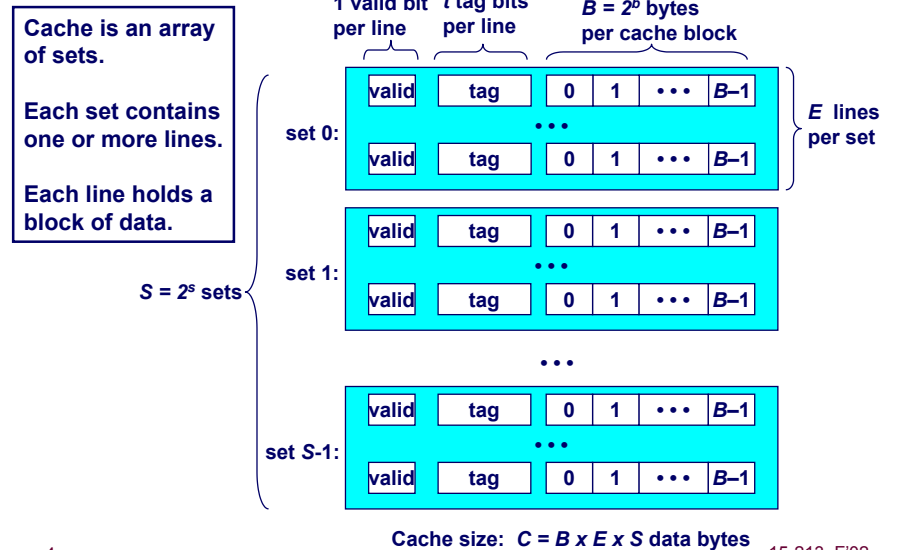 Cache is an array
of sets.
Each set contains
one or more lines.
Each line holds a
block of data.
1 valid bit
per line
t tag bits
per line
B = 2^b bytes
per cache block
S = 2^s sets
E lines
per set
set 0:
valid tag 0 1 • • • B–1
• • •
valid tag 0 1 • • • B–1
set 1:
valid tag 0 1 • • • B–1
• • •
valid tag 0 1 • • • B–1
• • •
set S-1:
valid tag 0 1 • • • B–1
• • •
valid tag 0 1 • • • B–1
Cache size: C = B x E x S data bytes